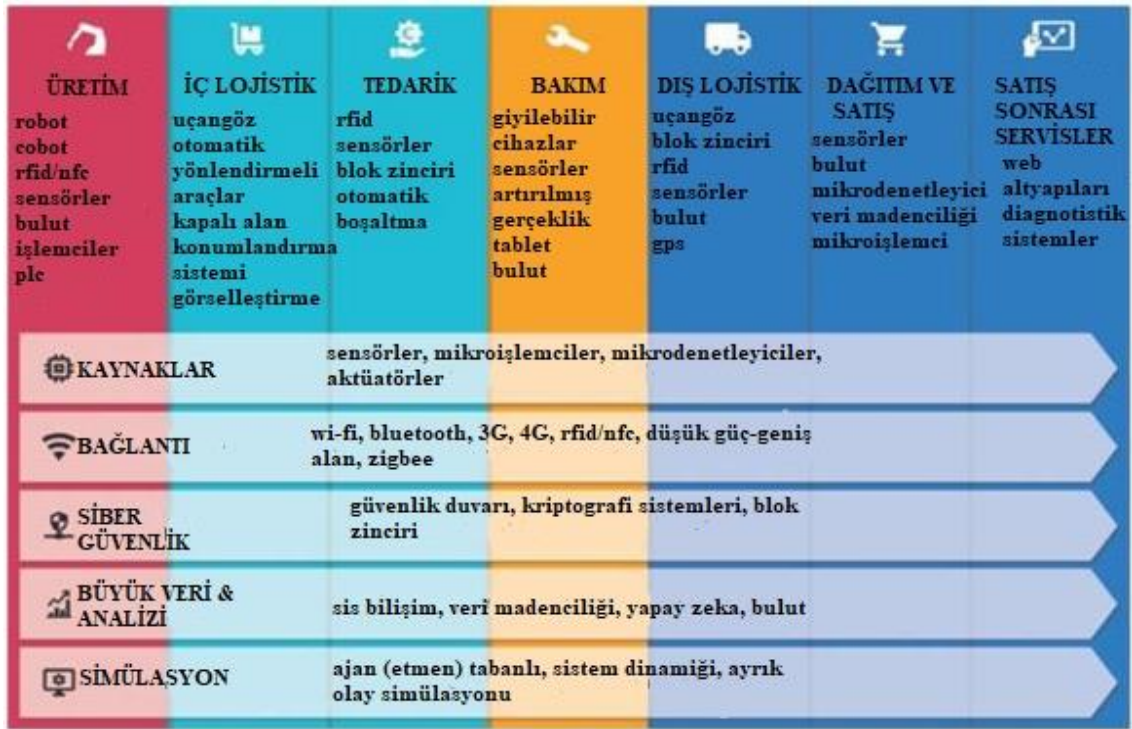 ÜRETİM
robot
cobot
rfid/nfc
sensörler
bulut
işlemciler
plc
İÇ LOJİSTİK
uçangöz
otomatik
yönlendirmeli
araçlar
kapalı alan
konumlandırma
sistemi
görselleştirme
TEDARİK
rfid
sensörler
blok zinciri
otomatik
boşaltma
BAKIM
giyilebilir
cihazlar
sensörler
artırılmış
gerçeklik
tablet
bulut
DIŞ LOJİSTİK
uçangöz
blok zinciri
rfid
sensörler
bulut
gps
DAĞITIM VE
SATIŞ
sensörler
bulut
mikrodenetleyici
veri madenciliği
mikroişlemci
SATIŞ
SONRASI
SERVİSLER
web
altyapıları
diagnotistik
sistemler
KAYNAKLAR
sensörler, mikroişlemciler, mikrodenetleyiciler,
aktüatörler
BAĞLANTI
wi-fi, bluetooth, 3G, 4G, rfid/nfc, düşük güç-geniş
alan, zigbee
SİBER
GÜVENLİK
güvenlik duvarı, kriptografi sistemleri, blok
zinciri
BÜYÜK VERİ &
ANALİZİ
sis bilişim, veri madenciliği, yapay zeka, bulut
SİMÜLASYON
ajan (etmen) tabanlı, sistem dinamiği, ayrık
olay simülasyonu